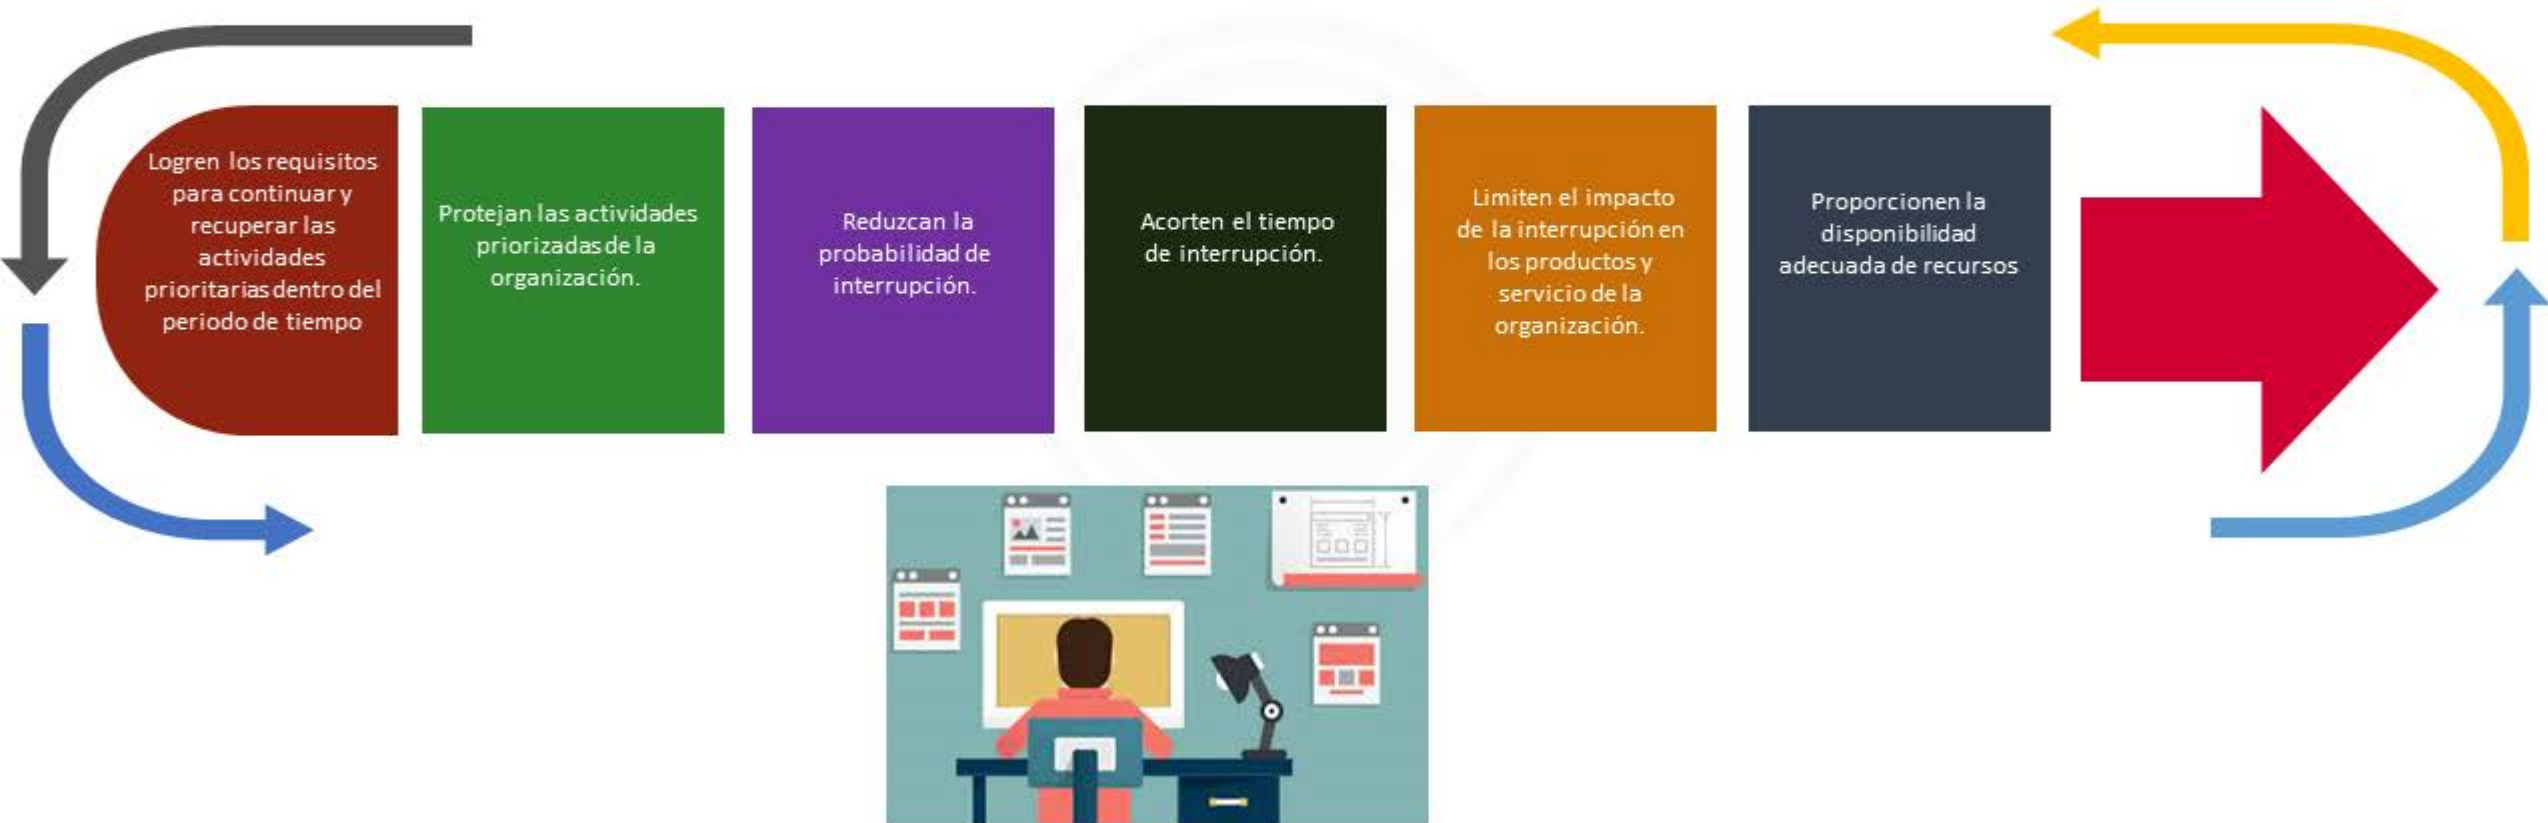 Logren los requisitos
para continuar y
recuperar las
actividades
prioritarias dentro del
periodo de tiempo
Protejan las actividades
priorizadas de la
organización.
Reduzcan la
probabilidad de
interrupción.
Acorten el tiempo
de interrupción.
Limiten el impacto
de la interrupción en
los productos y
servicio de la
organización.
Proporcionen la
disponibilidad
adecuada de recursos